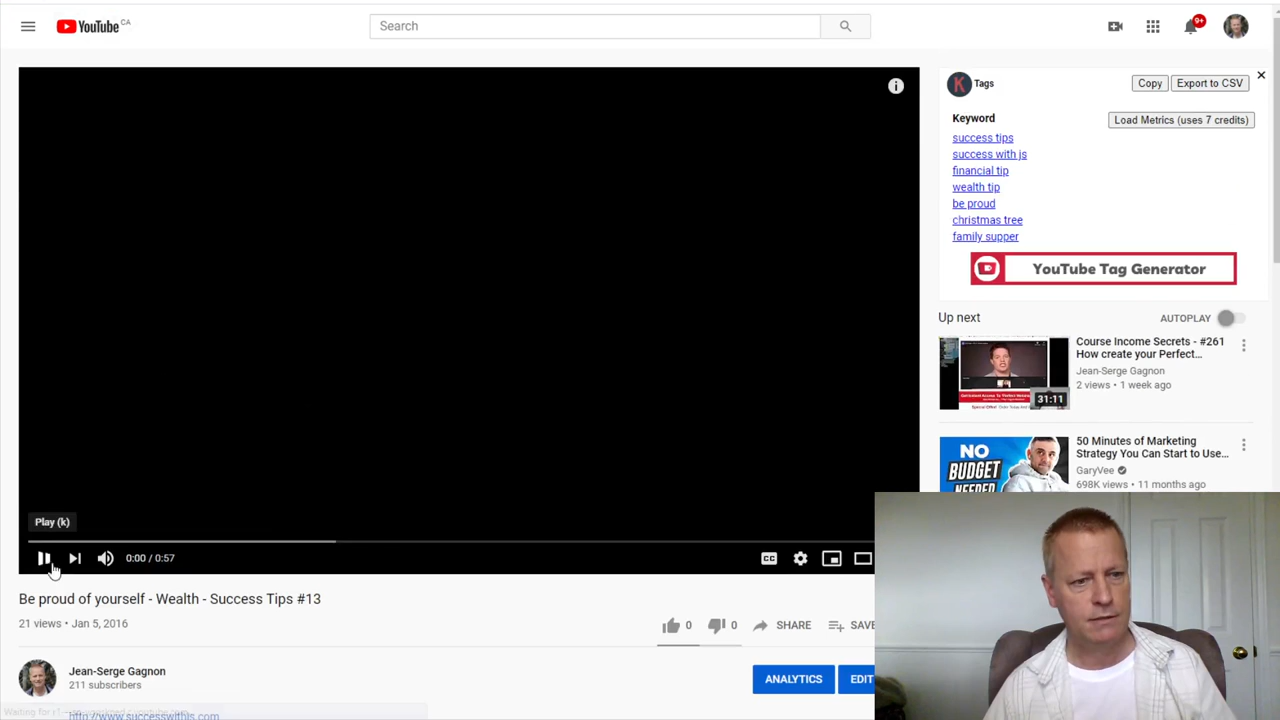 YouTube CA
Search
9+
K Tags
Copy
Export to CSV
Keyword
Load Metrics (uses 7 credits)
success tips
success with js
financial tip
wealth tip
be proud
christmas tree
family supper
YouTube Tag Generator
Up next
AUTOPLAY
Course Income Secrets - #261
How create your Perfect...
Jean-Serge Gagnon
2 views • 1 week ago
31:11
50 Minutes of Marketing
Strategy You Can Start to Use...
GaryVee
698K views • 11 months ago
NO
BUDGET
NEEDED
Play (k)
0:00 / 0:57
CC
Be proud of yourself - Wealth - Success Tips #13
21 views • Jan 5, 2016
0
0
SHARE
SAVE
Jean-Serge Gagnon
211 subscribers
ANALYTICS
EDIT
http://www.successwithjs.com